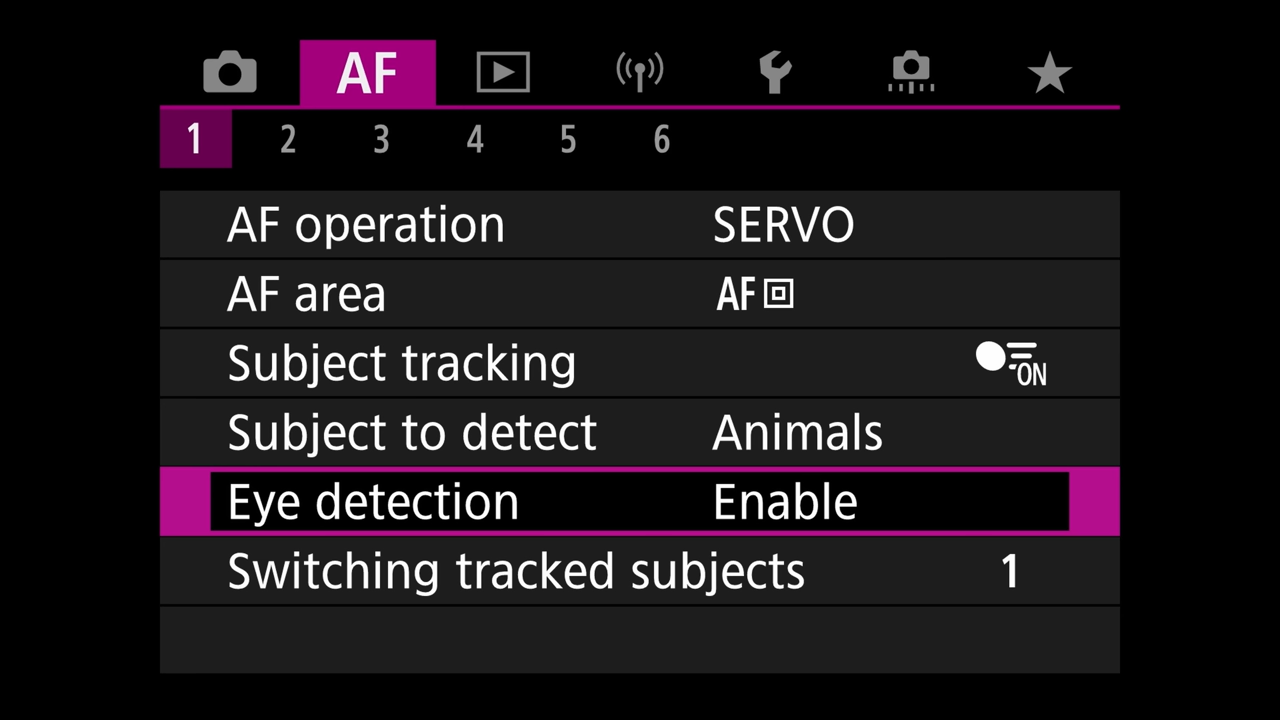 AF
1 2 3 4 5 6
AF operation SERVO
AF area AF
Subject tracking ON
Subject to detect Animals
Eye detection Enable
Switching tracked subjects 1